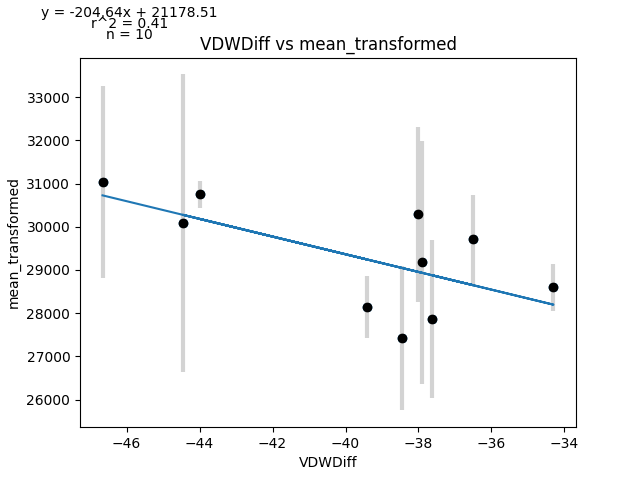 y = -204.64x + 21178.51
r^2 = 0.41
n = 10
VDWDiff vs mean_transformed
33000
32000
31000
30000
29000
28000
27000
26000
mean_transformed
−46
−44
−42
−40
−38
−36
−34
VDWDiff